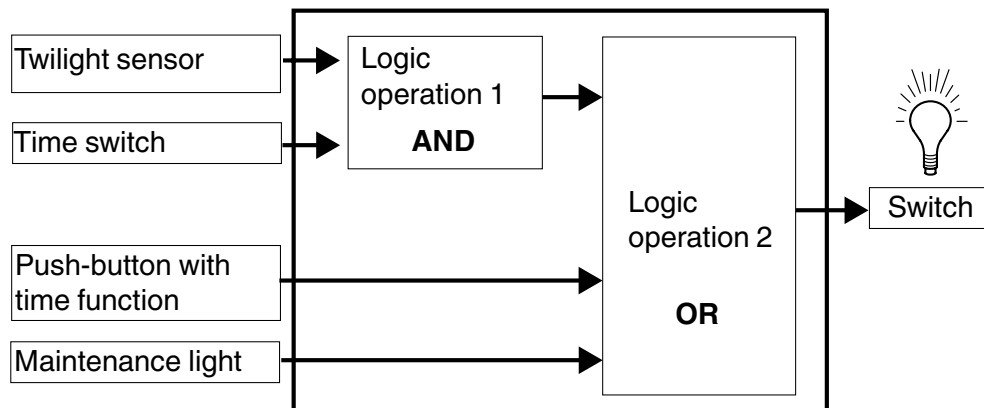 Twilight sensor
Time switch
Push-button with
time function
Maintenance light
Logic
operation 1
AND
Logic
operation 2
OR
Switch